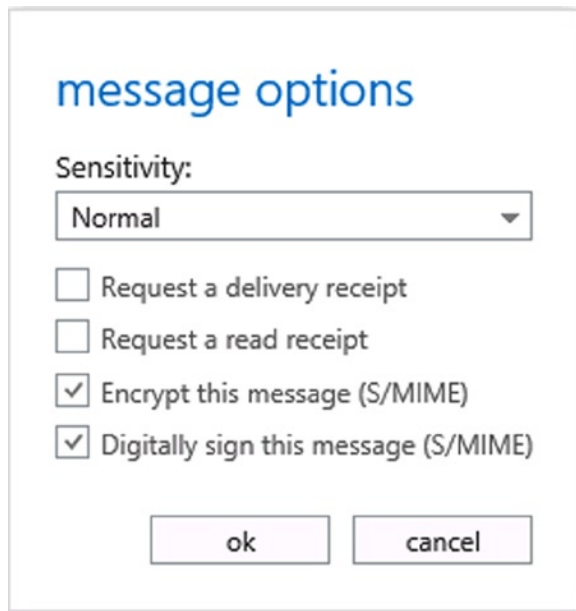 message options
Sensitivity:
Normal
Request a delivery receipt
Request a read receipt
Encrypt this message (S/MIME)
Digitally sign this message (S/MIME)
ok cancel